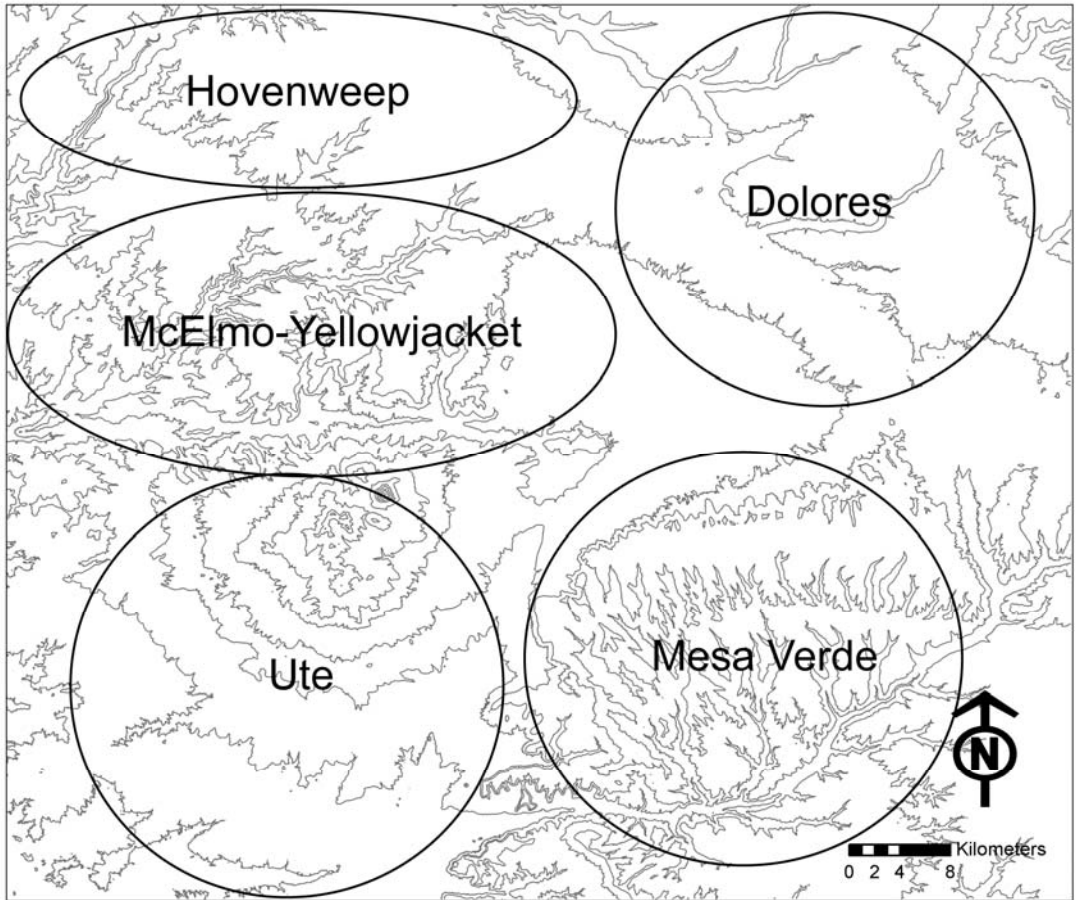 Hovenweep
Dolores
McElmo-Yellowjacket
Mesa Verde
Ute
N
Kilometers
0 2 4 8